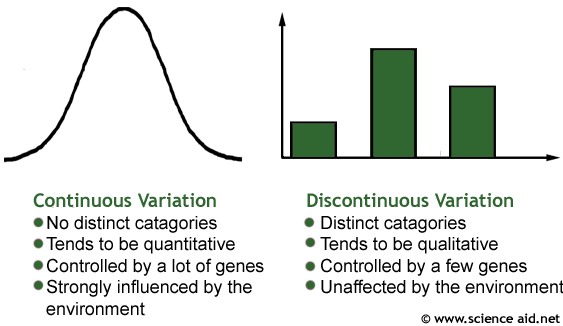 Continuous Variation
No distinct catagories
Tends to be quantitative
Controlled by a lot of genes
Strongly influenced by the
environment
Discontinuous Variation
Distinct catagories
Tends to be qualitative
Controlled by a few genes
Unaffected by the environment
© www.science aid.net